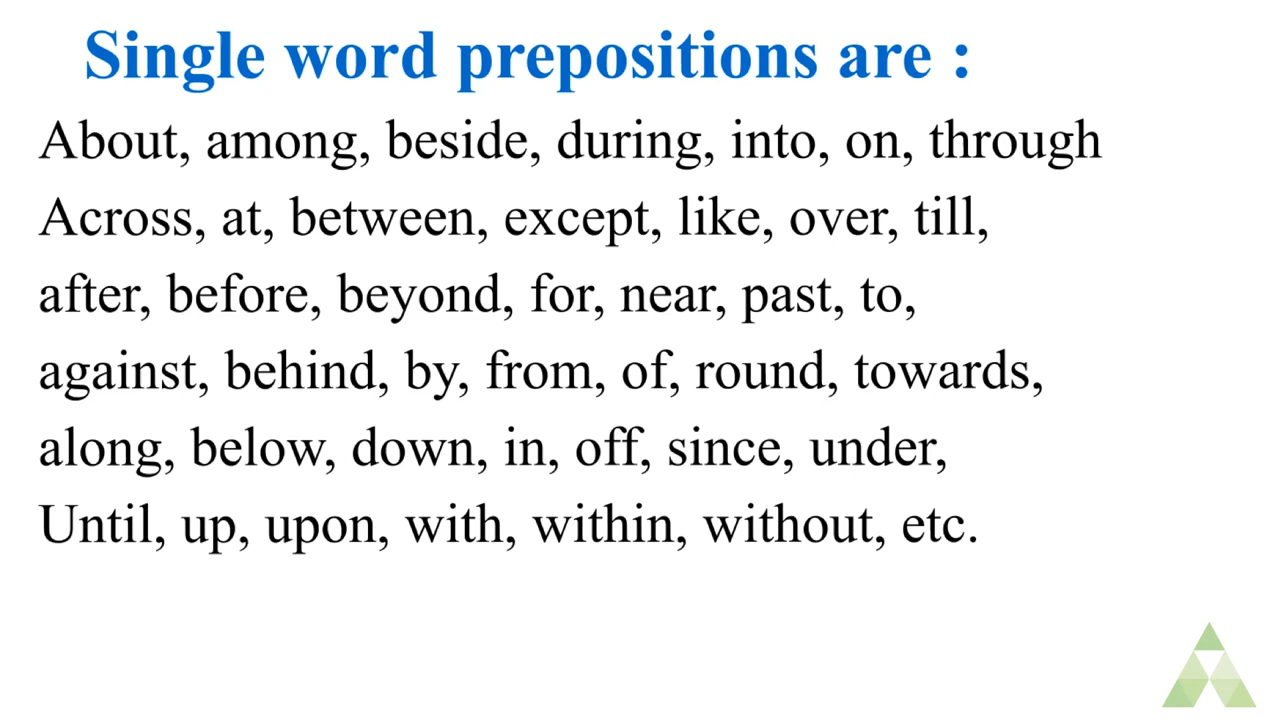 Single word prepositions are :
About, among, beside, during, into, on, through
Across, at, between, except, like, over, till,
after, before, beyond, for, near, past, to,
against, behind, by, from, of, round, towards,
along, below, down, in, off, since, under,
Until, up, upon, with, within, without, etc.